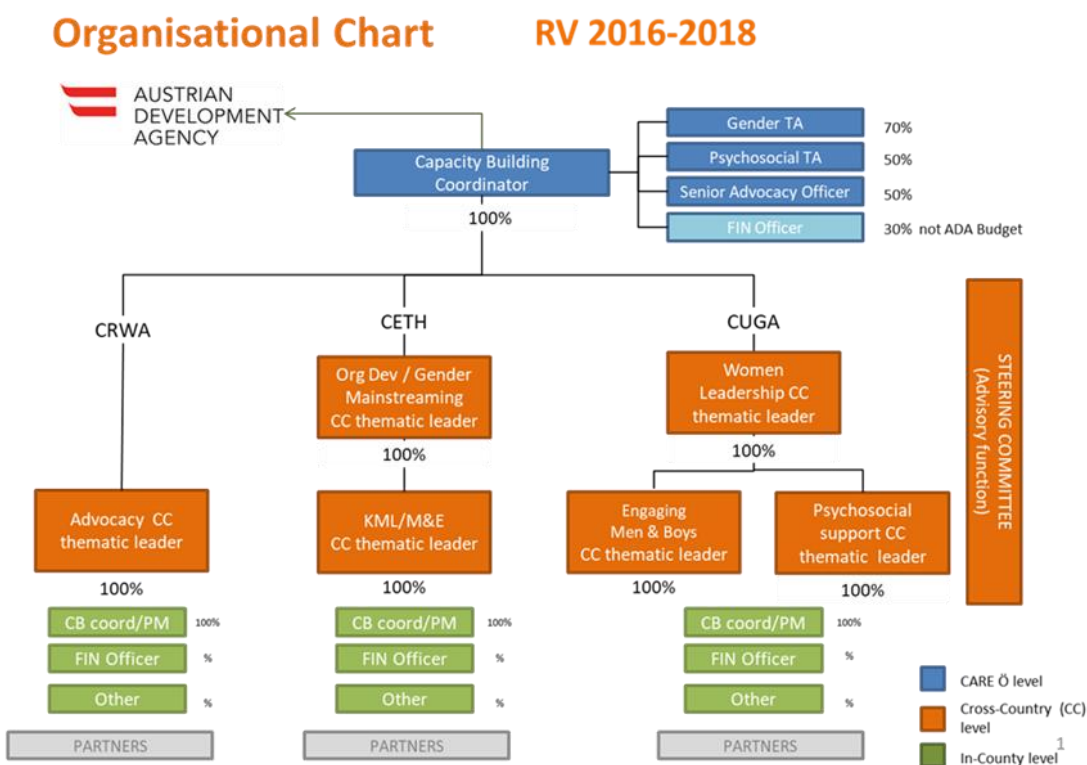 Organisational Chart RV 2016-2018
AUSTRIAN
DEVELOPMENT
AGENCY
Capacity Building
Coordinator
100%
Gender TA 70%
Psychosocial TA 50%
Senior Advocacy Officer 50%
FIN Officer 30% not ADA Budget
CRWA
CETH
CUGA
Org Dev / Gender
Mainstreaming
CC thematic leader
100%
Women
Leadership CC
thematic leader
100%
Advocacy CC
thematic leader
100%
KML/M&E
CC thematic leader
100%
Engaging
Men & Boys
CC thematic leader
100%
Psychosocial
support CC
thematic leader
100%
STEERING COMMITTEE
(Advisory function)
CB coord/PM 100%
FIN Officer %
Other %
PARTNERS
CB coord/PM 100%
FIN Officer %
Other %
PARTNERS
CB coord/PM 100%
FIN Officer %
Other %
PARTNERS
CARE Ö level
Cross-Country (CC)
level
In-County level
1